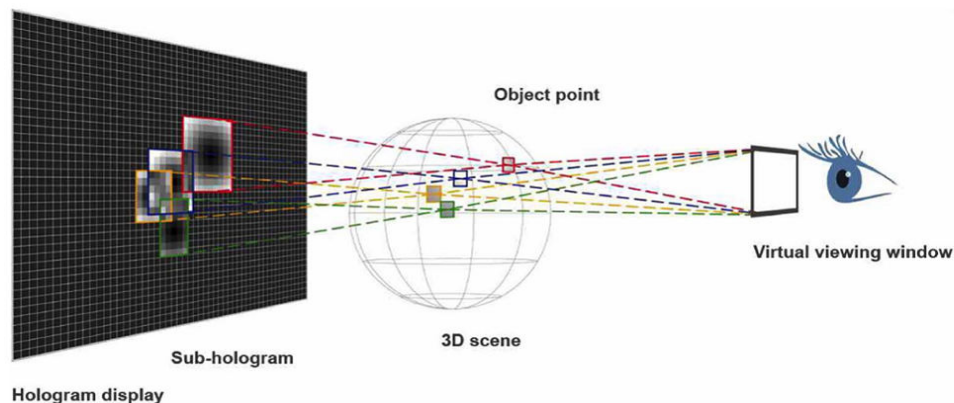 Object point
Virtual viewing window
3D scene
Sub-hologram
Hologram display